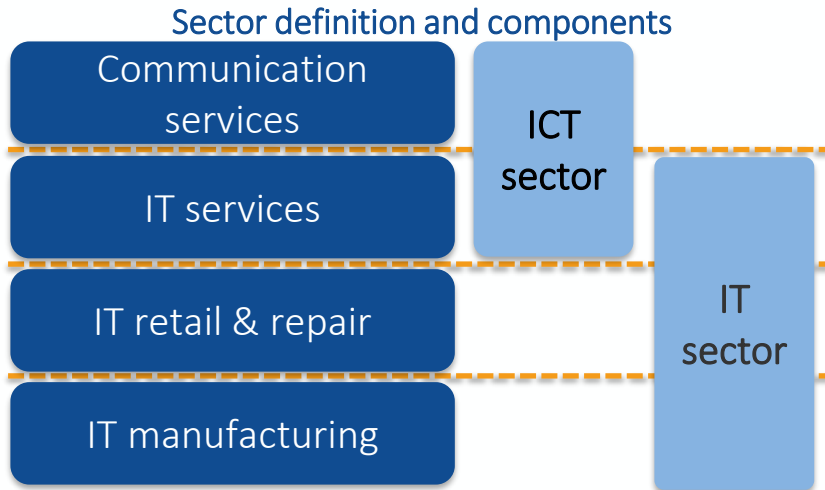 Sector definition and components
Communication
services
ICT
sector
IT services
IT retail & repair
IT
sector
IT manufacturing